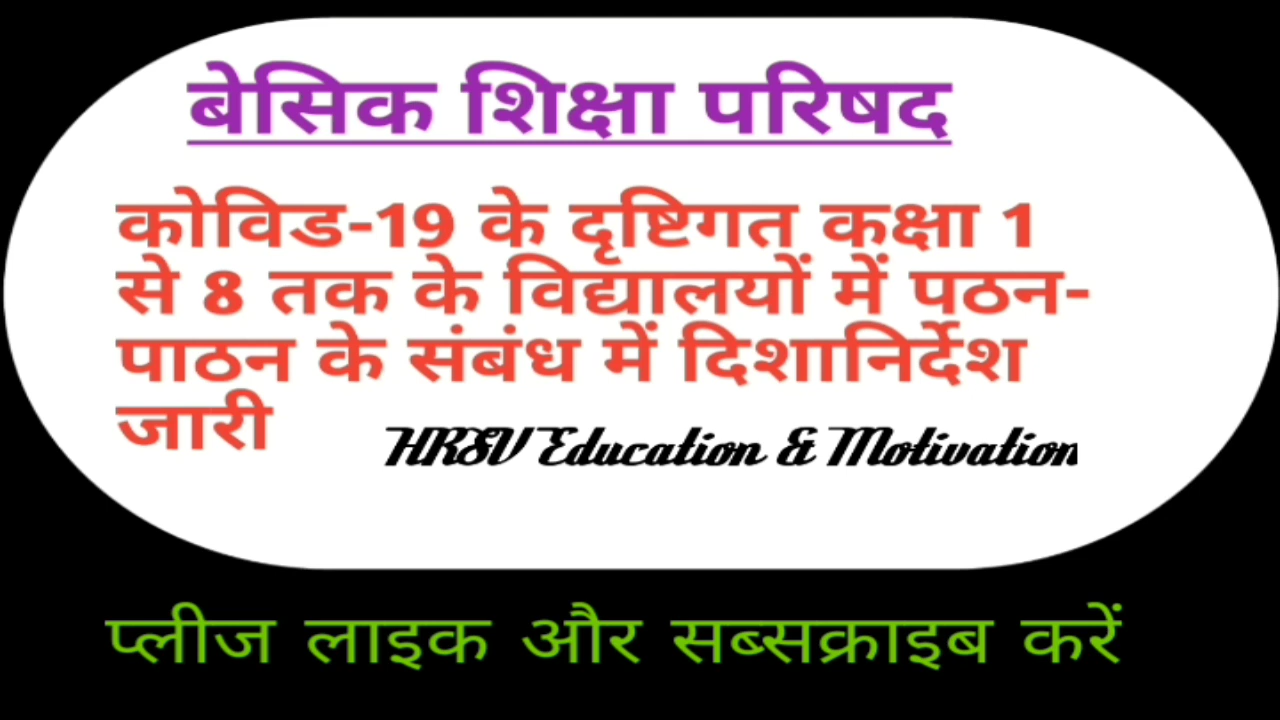 बेसिक शिक्षा परिषद
कोविड-19 के दृष्टिगत कक्षा 1
से 8 तक के विद्यालयों में पठन-
पाठन के संबंध में दिशानिर्देश
जारी
HRSV Education & Motivation
प्लीज लाइक और सब्सक्राइब करें